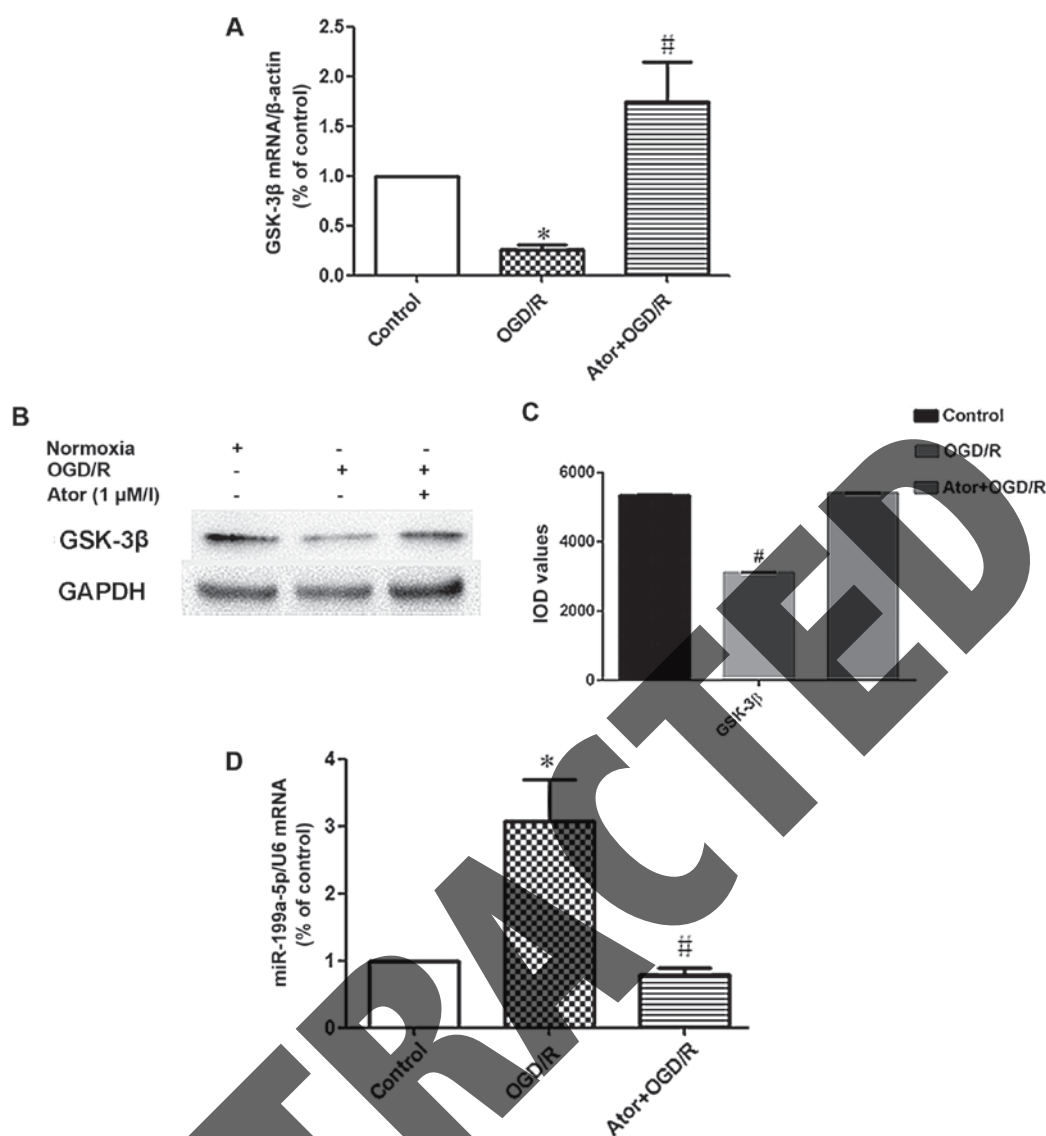 A
GSK-3β mRNA/β-actin
(% of control)
2.5
2.0
1.5
1.0
0.5
0.0
*
#
Control
OGD/R
Ator+OGD/R
B
Normoxia + - -
OGD/R - + +
Ator (1 μM/l) - - +
GSK-3β
GAPDH
C
Control
OGD/R
Ator+OGD/R
IOD values
6000
4000
2000
0
#
GSK-3β
D
miR-199a-5p/U6 mRNA
(% of control)
4
3
2
1
0
*
#
Control
OGD/R
Ator+OGD/R
TRACTED